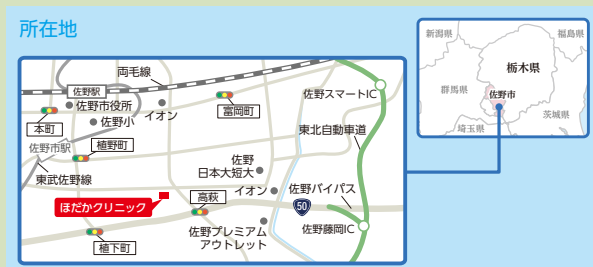 所在地
両毛線
佐野駅
佐野市役所
イオン
富岡町
佐野スマートIC
本町
佐野小
東北自動車道
佐野市駅
植野町
東武佐野線
佐野
日本大短大
イオン
佐野バイパス
ほだかクリニック
高萩
50
佐野プレミアム
アウトレット
佐野藤岡IC
植下町
新潟県
福島県
栃木県
群馬県
佐野市
茨城県
埼玉県